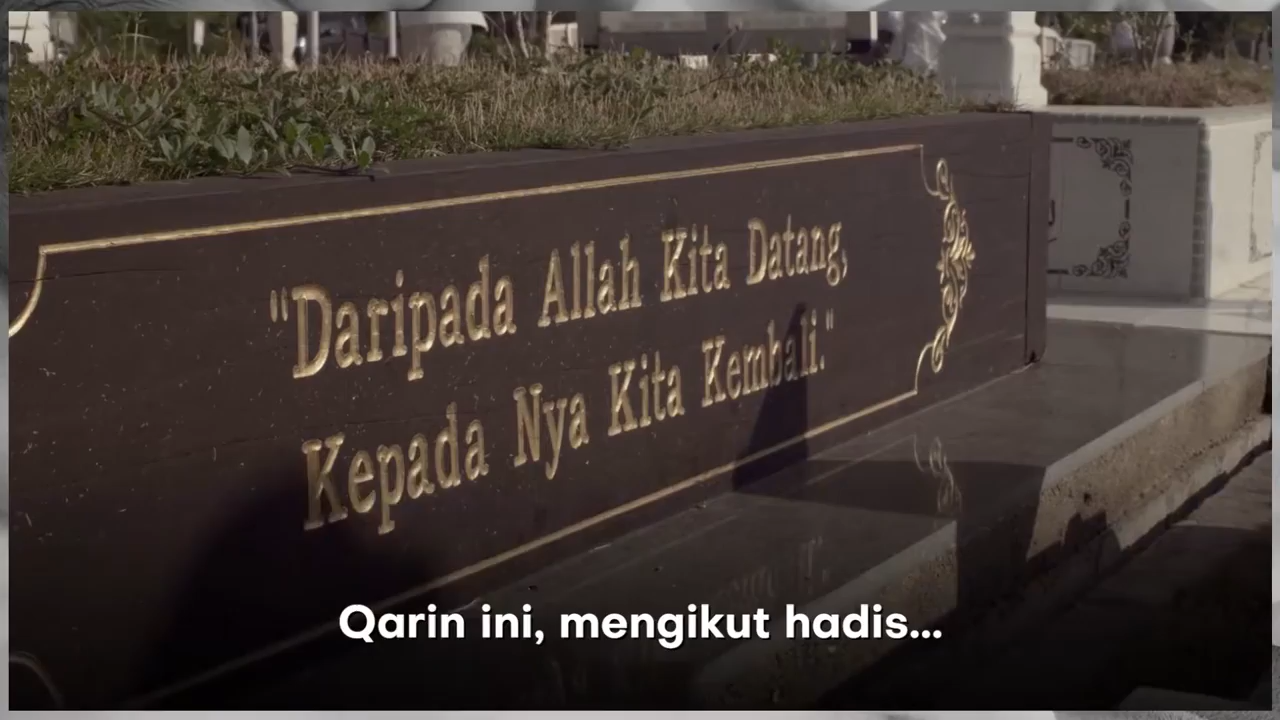 "Daripada Allah Kita Datang,
Kepada Nya Kita Kembali."
Qarin ini, mengikut hadis...